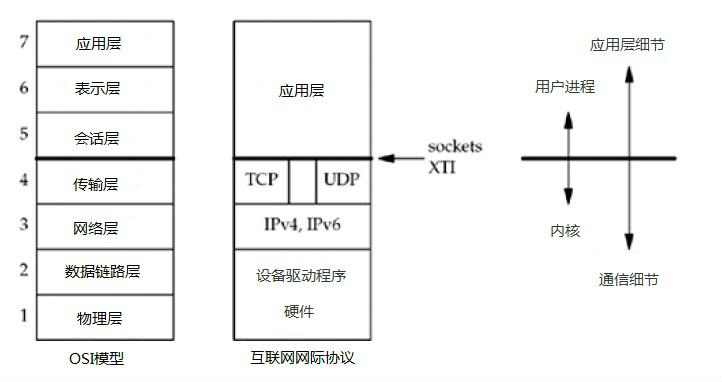 7 应用层
6 表示层
5 会话层
4 传输层
3 网络层
2 数据链路层
1 物理层
OSI模型
应用层
TCP UDP
IPv4, IPv6
设备驱动程序
硬件
互联网网际协议
sockets
XTI
应用层细节
用户进程
内核
通信细节